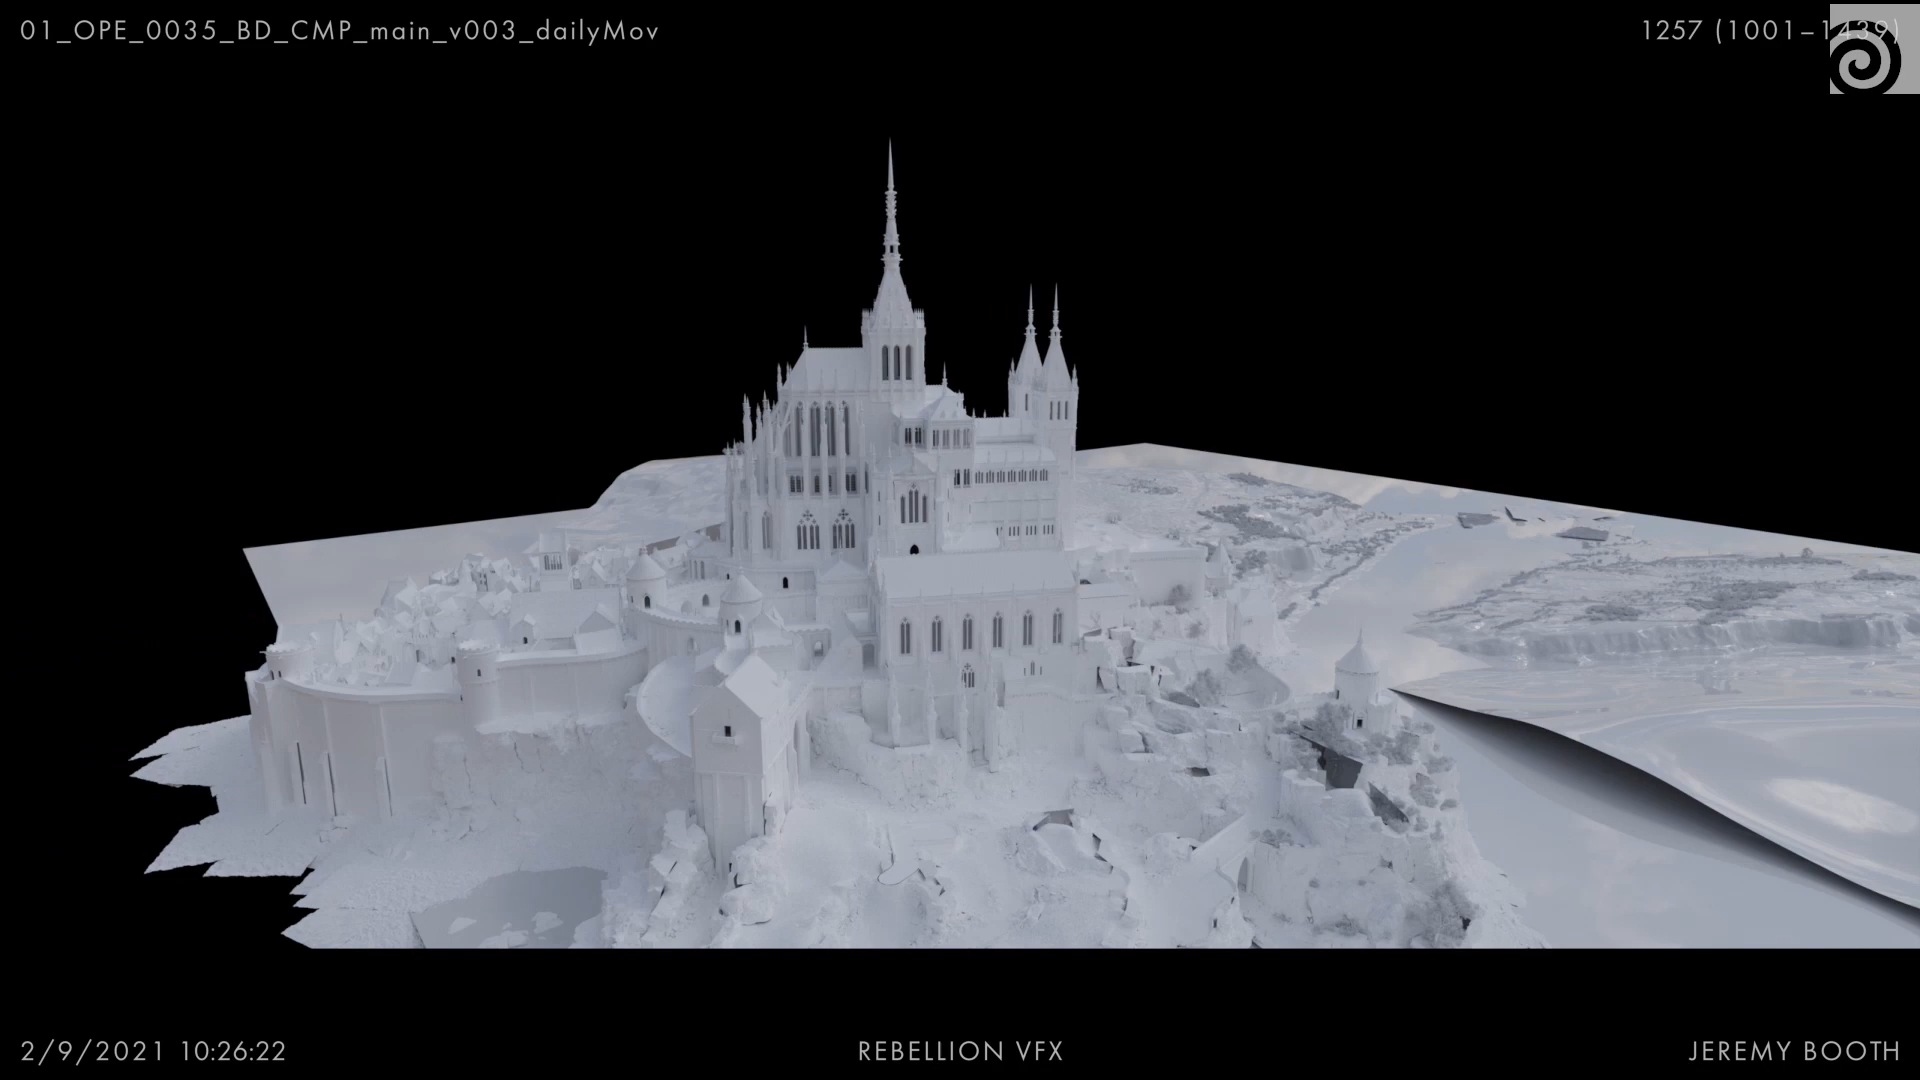 01_OPE_0035_BD_CMP_main_v003_dailyMov
1257 (1001–1439)
2/9/2021 10:26:22
REBELLION VFX
JEREMY BOOTH